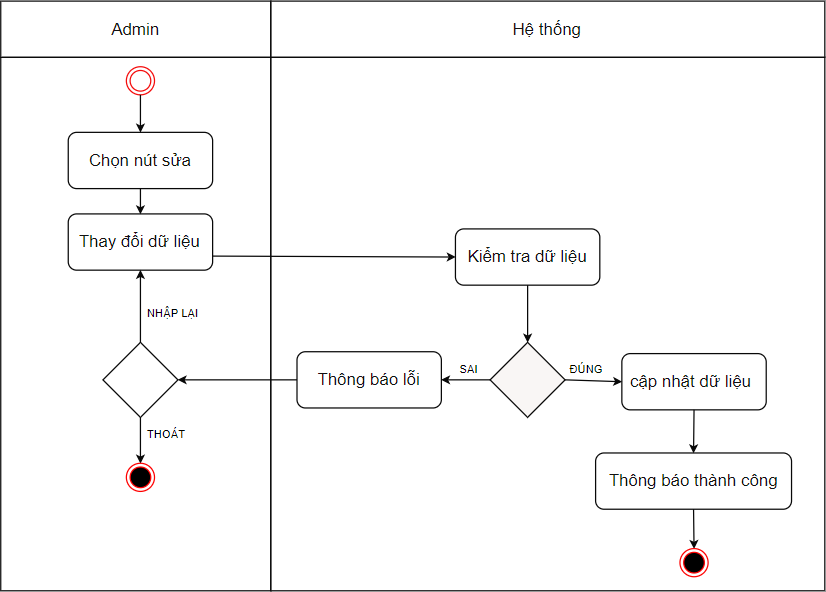 Admin
Hệ thống
Chọn nút sửa
Thay đổi dữ liệu
Kiểm tra dữ liệu
NHẬP LẠI
Thông báo lỗi
SAI
ĐÚNG
cập nhật dữ liệu
THOÁT
Thông báo thành công